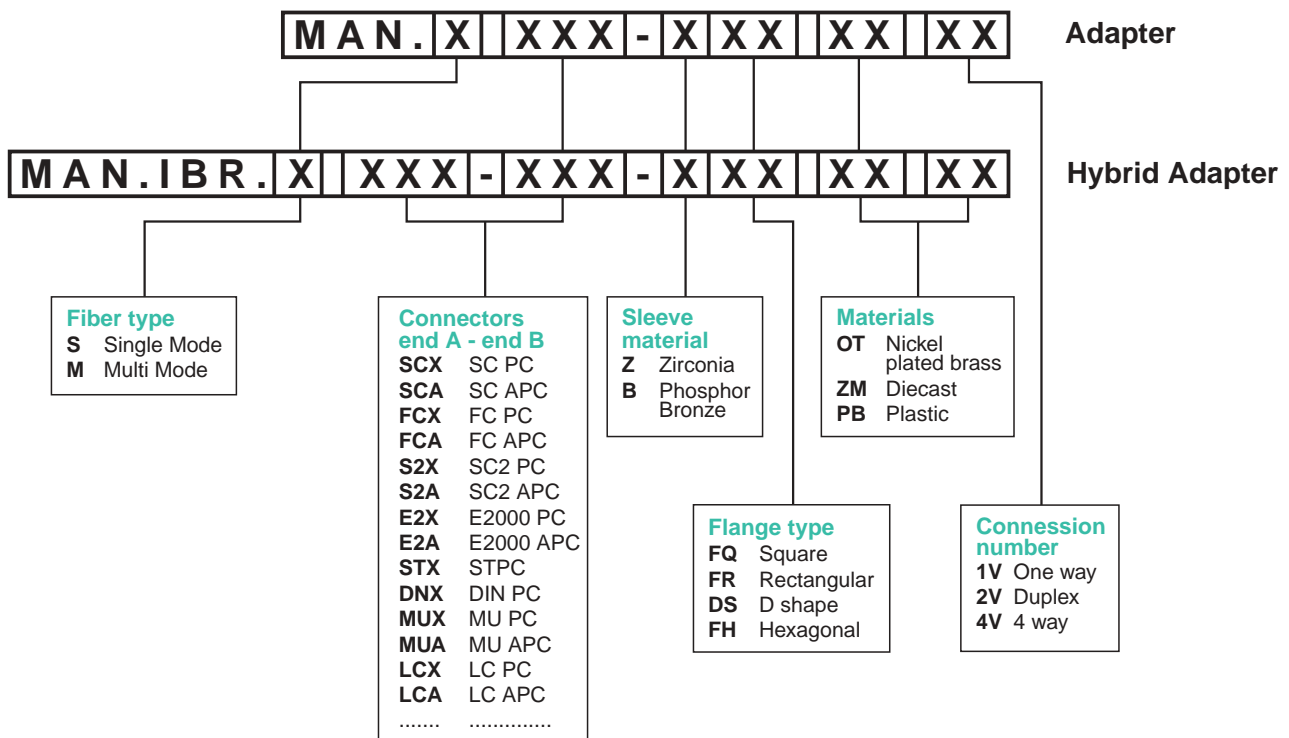 MAN.X XXX-XXX XX XX Adapter
MAN.IBR.X XXX-XXX-XXX XX XX Hybrid Adapter
Fiber type
S Single Mode
M Multi Mode
Connectors
end A - end B
SCX SC PC
SCA SC APC
FCX FC PC
FCA FC APC
S2X SC2 PC
S2A SC2 APC
E2X E2000 PC
E2A E2000 APC
STX STPC
DNX DIN PC
MUX MU PC
MUA MU APC
LCX LC PC
LCA LC APC
....... ..............
Sleeve
material
Z Zirconia
B Phosphor
Bronze
Materials
OT Nickel
plated brass
ZM Diecast
PB Plastic
Flange type
FQ Square
FR Rectangular
DS D shape
FH Hexagonal
Connession
number
1V One way
2V Duplex
4V 4 way